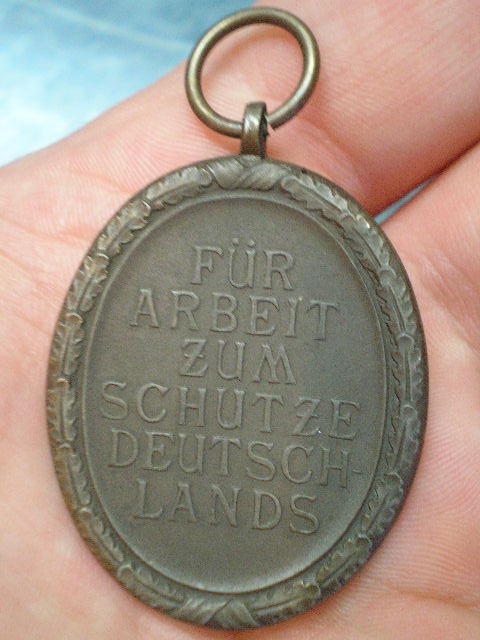 FÜR
ARBEIT
ZUM
SCHUTZE
DEUTSCH-
LANDS